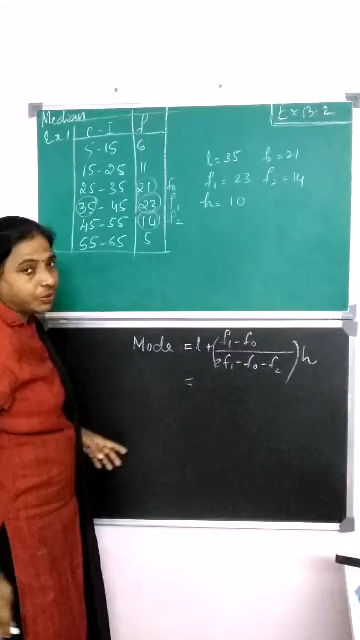 Median
Ex 13.2
Ex 1
C-I f
5-15 6
15-25 11
25-35 21 f₀
35-45 23 f₁
45-55 14 f₂
55-65 5
l = 35 f₀ = 21
f₁ = 23 f₂ = 14
h = 10
Mode = l + (f₁ - f₀ / 2f₁ - f₀ - f₂) h
=